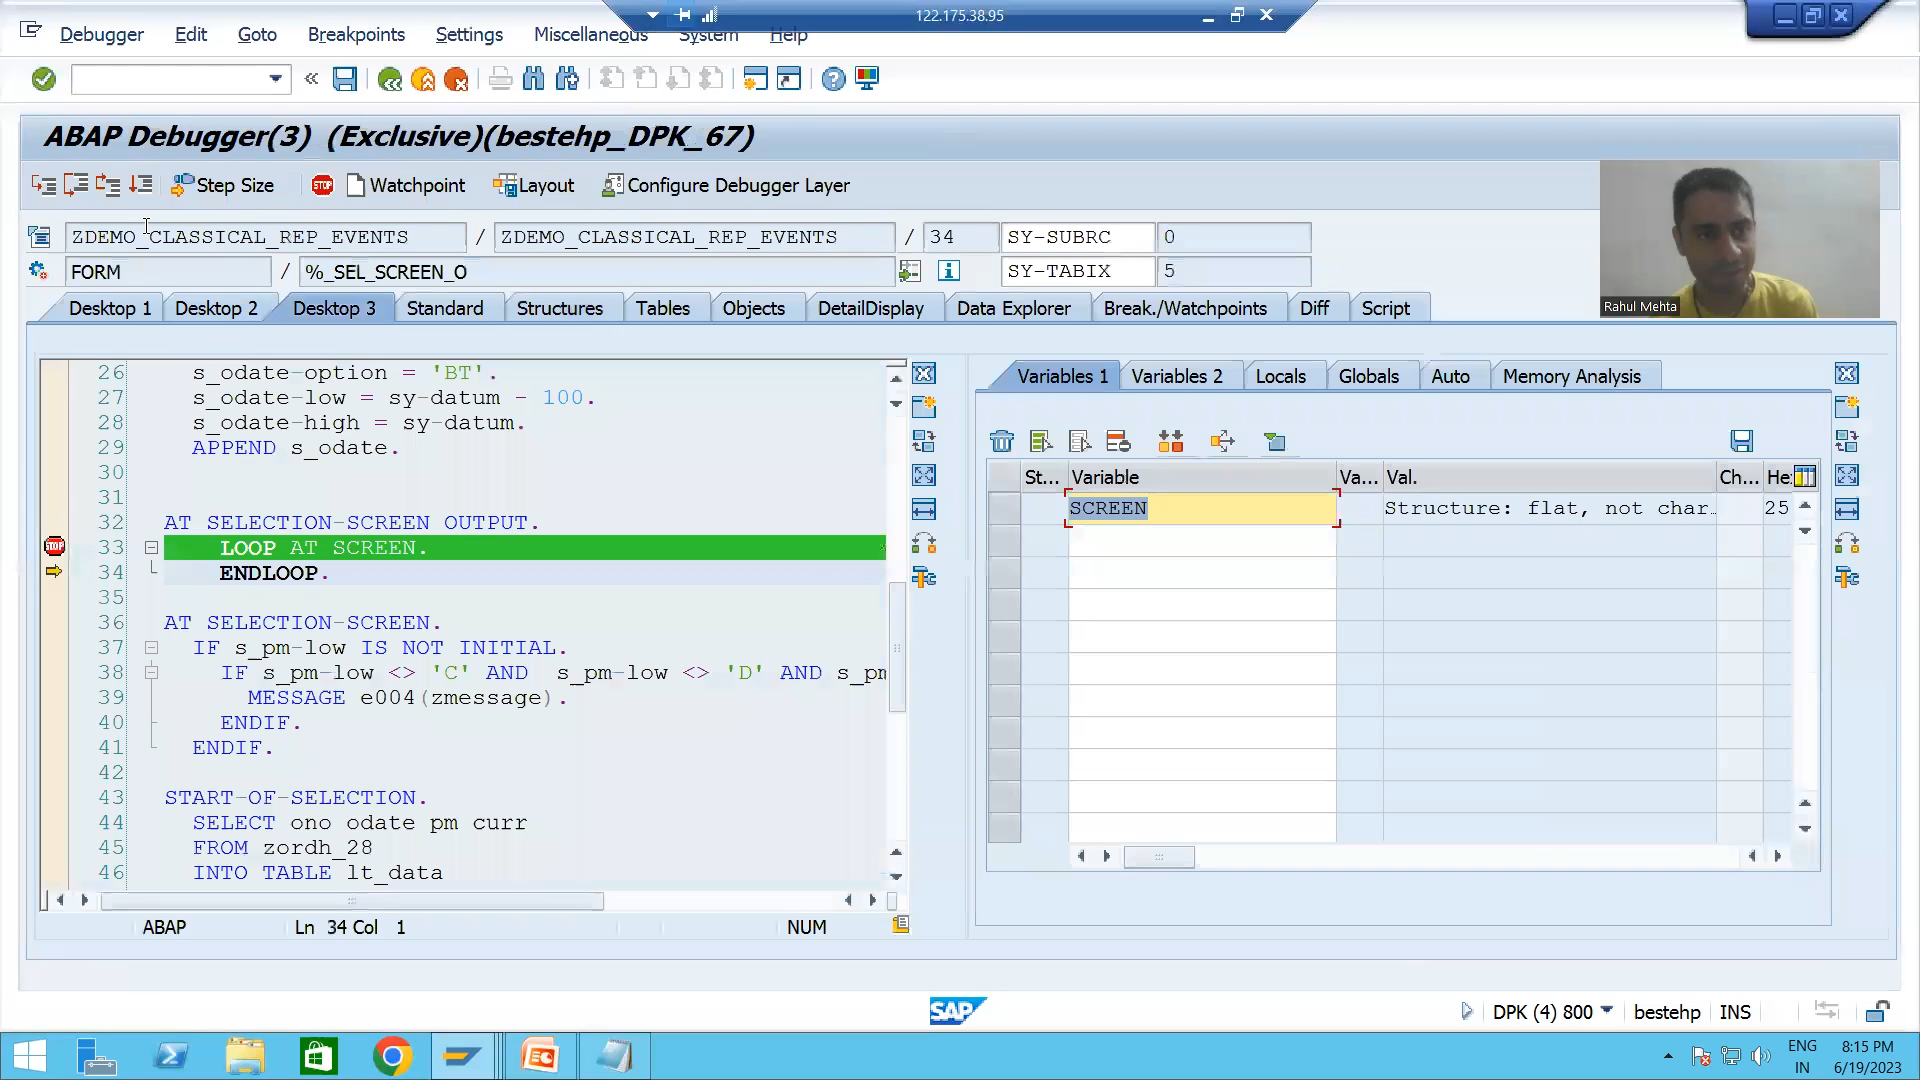 122.175.38.95
Debugger Edit Goto Breakpoints Settings Miscellaneous System Help
ABAP Debugger(3) (Exclusive)(bestehp_DPK_67)
STOP
Step Size Watchpoint Layout Configure Debugger Layer
ZDEMO_CLASSICAL_REP_EVENTS / ZDEMO_CLASSICAL_REP_EVENTS / 34 SY-SUBRC 0
FORM / %_SEL_SCREEN_O SY-TABIX 5
Rahul Mehta
Desktop 1 Desktop 2 Desktop 3 Standard Structures Tables Objects DetailDisplay Data Explorer Break./Watchpoints Diff Script
26 s_odate-option = 'BT'.
27 s_odate-low = sy-datum - 100.
28 s_odate-high = sy-datum.
29 APPEND s_odate.
30
31
32 AT SELECTION-SCREEN OUTPUT.
STOP
33 LOOP AT SCREEN.
34 ENDLOOP.
35
36 AT SELECTION-SCREEN.
37 IF s_pm-low IS NOT INITIAL.
38 IF s_pm-low <> 'C' AND s_pm-low <> 'D' AND s_pm
39 MESSAGE e004(zmessage).
40 ENDIF.
41 ENDIF.
42
43 START-OF-SELECTION.
44 SELECT ono odate pm curr
45 FROM zordh_28
46 INTO TABLE lt_data
ABAP Ln 34 Col 1 NUM
Variables 1 Variables 2 Locals Globals Auto Memory Analysis
St... Variable Va... Val. Ch... He
SCREEN Structure: flat, not char… 25
SAP
DPK (4) 800 bestehp INS
ENG
IN
8:15 PM
6/19/2023